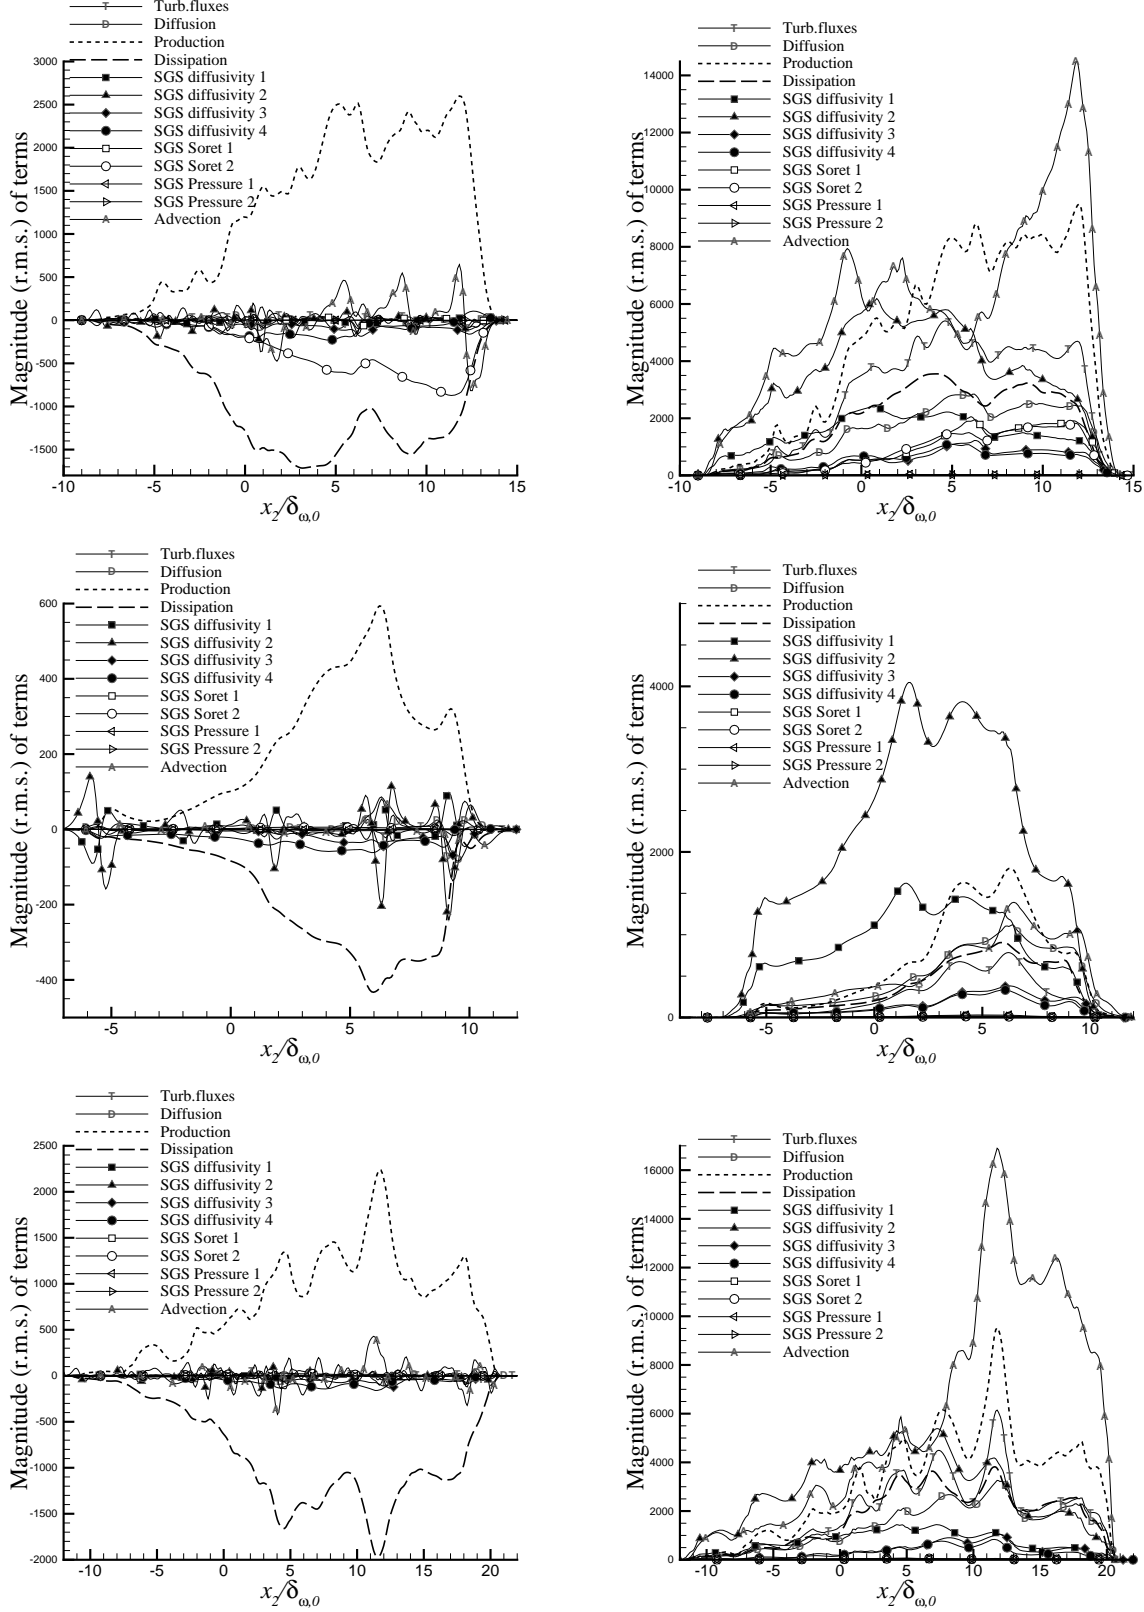 Turb.fluxes
Diffusion
Production
Dissipation
SGS diffusivity 1
SGS diffusivity 2
SGS diffusivity 3
SGS diffusivity 4
SGS Soret 1
SGS Soret 2
SGS Pressure 1
SGS Pressure 2
Advection
3000
2500
2000
1500
1000
500
0
-500
-1000
-1500
Magnitude (r.m.s.) of terms
-10 -5 0 5 10 15
x2/δω,0
Turb.fluxes
Diffusion
Production
Dissipation
SGS diffusivity 1
SGS diffusivity 2
SGS diffusivity 3
SGS diffusivity 4
SGS Soret 1
SGS Soret 2
SGS Pressure 1
SGS Pressure 2
Advection
14000
12000
10000
8000
6000
4000
2000
0
Magnitude (r.m.s.) of terms
-10 -5 0 5 10 15
x2/δω,0
Turb.fluxes
Diffusion
Production
Dissipation
SGS diffusivity 1
SGS diffusivity 2
SGS diffusivity 3
SGS diffusivity 4
SGS Soret 1
SGS Soret 2
SGS Pressure 1
SGS Pressure 2
Advection
600
400
200
0
-200
-400
Magnitude (r.m.s.) of terms
-5 0 5 10
x2/δω,0
Turb.fluxes
Diffusion
Production
Dissipation
SGS diffusivity 1
SGS diffusivity 2
SGS diffusivity 3
SGS diffusivity 4
SGS Soret 1
SGS Soret 2
SGS Pressure 1
SGS Pressure 2
Advection
4000
2000
0
Magnitude (r.m.s.) of terms
-5 0 5 10
x2/δω,0
Turb.fluxes
Diffusion
Production
Dissipation
SGS diffusivity 1
SGS diffusivity 2
SGS diffusivity 3
SGS diffusivity 4
SGS Soret 1
SGS Soret 2
SGS Pressure 1
SGS Pressure 2
Advection
2500
2000
1500
1000
500
0
-500
-1000
-1500
-2000
Magnitude (r.m.s.) of terms
-10 -5 0 5 10 15 20
x2/δω,0
Turb.fluxes
Diffusion
Production
Dissipation
SGS diffusivity 1
SGS diffusivity 2
SGS diffusivity 3
SGS diffusivity 4
SGS Soret 1
SGS Soret 2
SGS Pressure 1
SGS Pressure 2
Advection
16000
14000
12000
10000
8000
6000
4000
2000
0
Magnitude (r.m.s.) of terms
-10 -5 0 5 10 15 20
x2/δω,0